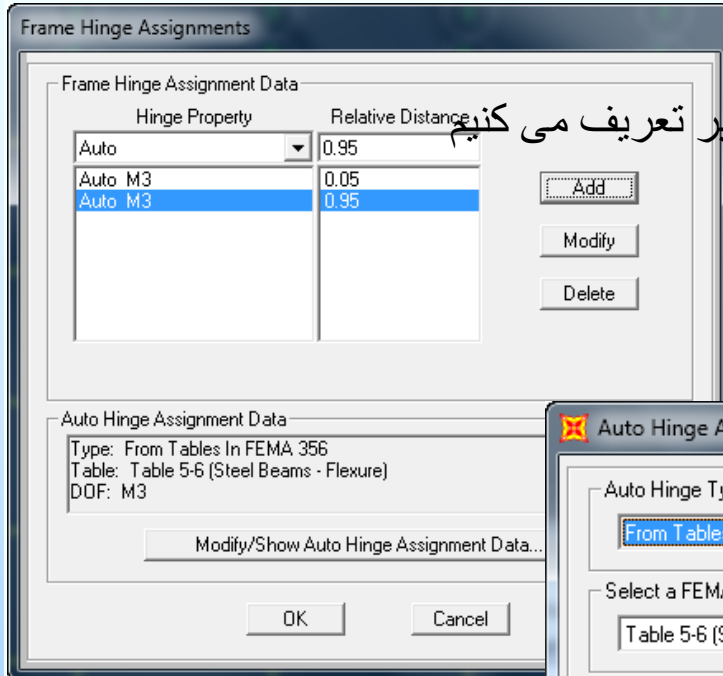 Frame Hinge Assignments
Frame Hinge Assignment Data
Hinge Property Relative Distance
ر تعریف می کنیم
Auto 0.95
Auto M3 0.05
Auto M3 0.95
Add
Modify
Delete
Auto Hinge Assignment Data
Type: From Tables In FEMA 356
Table: Table 5-6 (Steel Beams - Flexure)
DOF: M3
Modify/Show Auto Hinge Assignment Data...
OK Cancel
Auto Hinge A
Auto Hinge Ty
From Table
Select a FEM
Table 5-6 (S